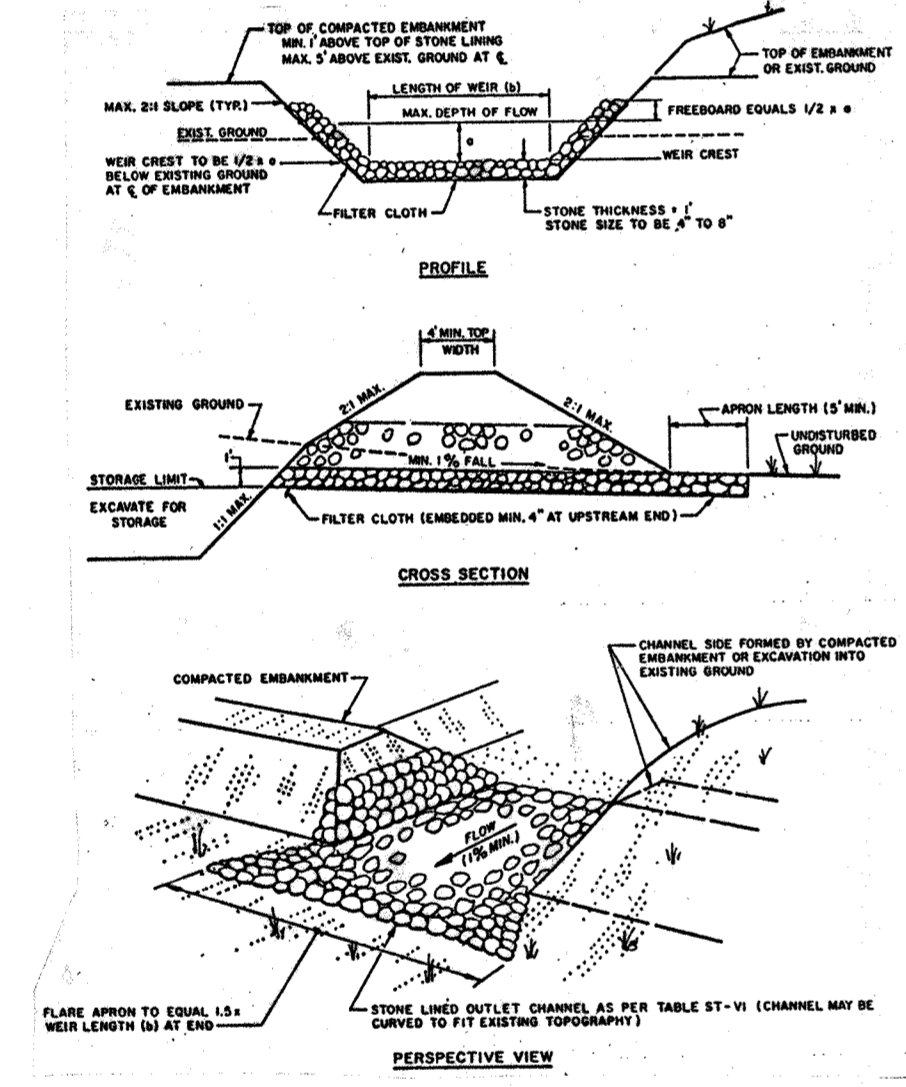 TOP OF COMPACTED EMBANKMENT
MIN. 1' ABOVE TOP OF STONE LINING
MAX. 5' ABOVE EXIST. GROUND AT ℄
TOP OF EMBANKMENT
OR EXIST. GROUND
LENGTH OF WEIR (b)
MAX. 2:1 SLOPE (TYP.)
MAX. DEPTH OF FLOW
FREEBOARD EQUALS 1/2 x a
EXIST. GROUND
a
WEIR CREST TO BE 1/2 x a
BELOW EXISTING GROUND
AT ℄ OF EMBANKMENT
WEIR CREST
FILTER CLOTH
STONE THICKNESS = 1'
STONE SIZE TO BE 4" TO 8"
PROFILE
4' MIN. TOP
WIDTH
2:1 MAX.
2:1 MAX.
EXISTING GROUND
APRON LENGTH (5' MIN.)
UNDISTURBED
GROUND
1'
MIN. 1% FALL
STORAGE LIMIT
EXCAVATE FOR
STORAGE
1:1 MAX.
FILTER CLOTH (EMBEDDED MIN. 4" AT UPSTREAM END)
CROSS SECTION
CHANNEL SIDE FORMED BY COMPACTED
EMBANKMENT OR EXCAVATION INTO
EXISTING GROUND
COMPACTED EMBANKMENT
FLOW
(1% MIN.)
FLARE APRON TO EQUAL 1.5 x
WEIR LENGTH (b) AT END
STONE LINED OUTLET CHANNEL AS PER TABLE ST-VI (CHANNEL MAY BE
CURVED TO FIT EXISTING TOPOGRAPHY)
PERSPECTIVE VIEW